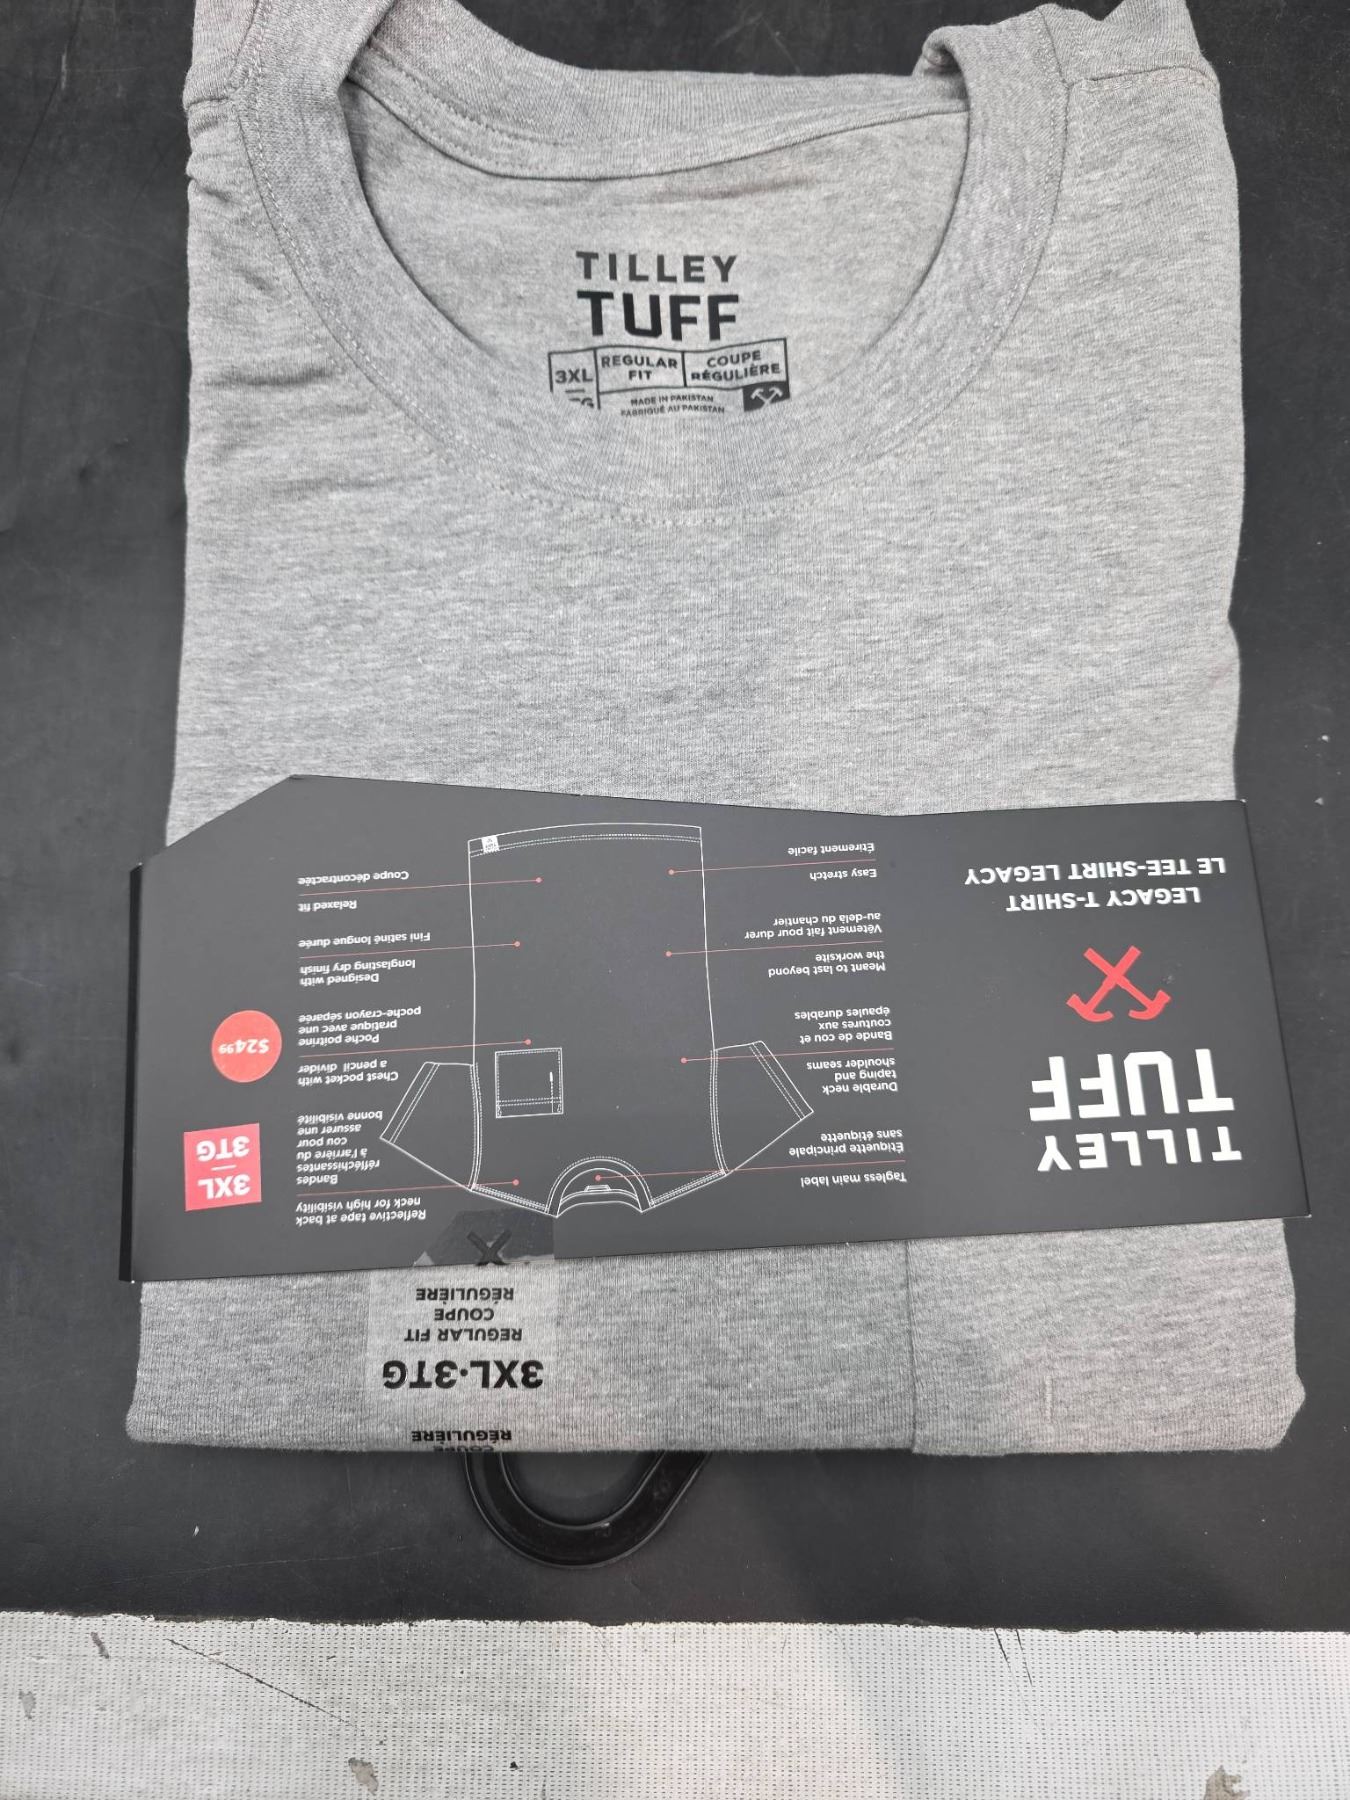 TILLEY
TUFF
3XL
REGULAR
FIT
COUPE
RÉGULIÈRE
MADE IN PAKISTAN
FABRIQUÉ AU PAKISTAN
TILLEY
TUFF
LEGACY T-SHIRT
LE TEE-SHIRT LEGACY
Tagless main label
Étiquette principale
sans étiquette
Durable neck
taping and
shoulder seams
Bande de cou et
coutures aux
épaules durables
Meant to last beyond
the worksite
Vêtement fait pour durer
au-delà du chantier
Easy stretch
Étirement facile
Reflective tape at back
neck for high visibility
Bandes
réfléchissantes
à l'arrière du
cou pour
assurer une
bonne visibilité
Chest pocket with
a pencil divider
Poche poitrine
pratique avec une
poche-crayon séparée
Designed with
longlasting dry finish
Fini satiné longue durée
Relaxed fit
Coupe décontractée
3XL
3TG
$24.99
RÉGULIÈRE
3XL·3TG
REGULAR FIT
COUPE
RÉGULIÈRE